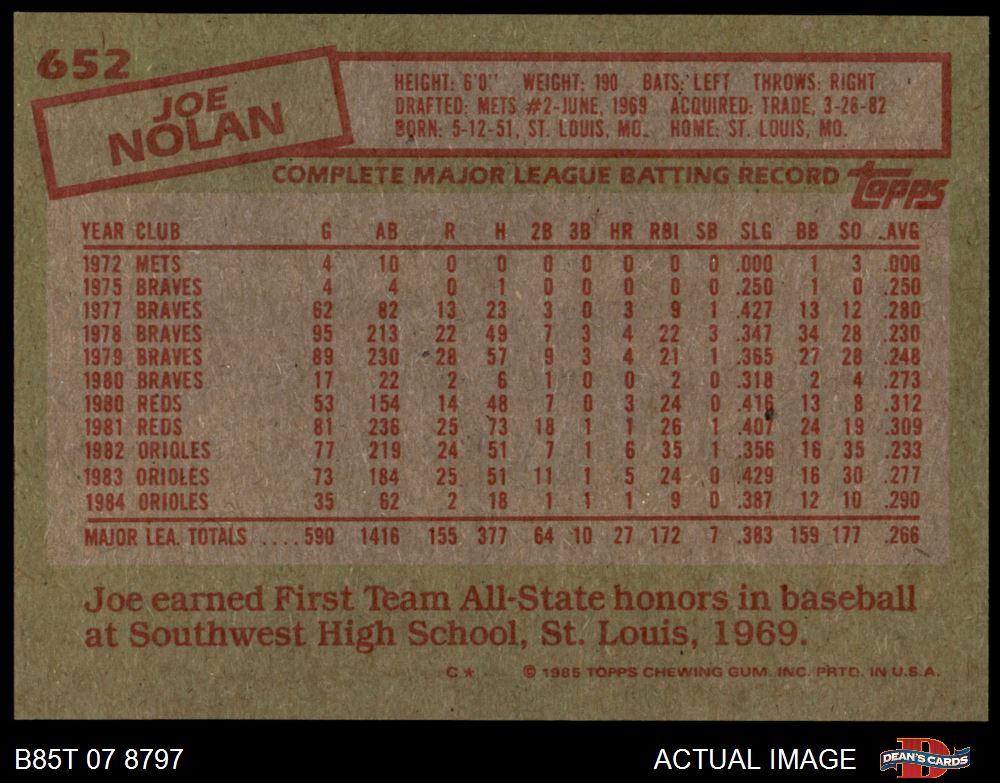 652
JOE
NOLAN
HEIGHT: 6'0" WEIGHT: 190 BATS: LEFT THROWS: RIGHT
DRAFTED: METS #2-JUNE, 1969 ACQUIRED: TRADE, 3-26-82
BORN: 5-12-51, ST. LOUIS, MO. HOME: ST. LOUIS, MO.
COMPLETE MAJOR LEAGUE BATTING RECORD topps
YEAR CLUB G AB R H 2B 3B HR RBI SB SLG BB SO AVG
1972 METS 4 10 0 0 0 0 0 0 0 .000 1 3 .000
1975 BRAVES 4 4 0 1 0 0 0 0 0 .250 1 0 .250
1977 BRAVES 62 82 13 23 3 0 3 9 1 .427 13 12 .280
1978 BRAVES 95 213 22 49 7 3 4 22 3 .347 34 28 .230
1979 BRAVES 89 230 28 57 9 3 4 21 1 .365 27 28 .248
1980 BRAVES 17 22 2 6 1 0 0 2 0 .318 2 4 .273
1980 REDS 53 154 14 48 7 0 3 24 0 .416 13 8 .312
1981 REDS 81 236 25 73 18 1 1 26 1 .407 24 19 .309
1982 ORIOLES 77 219 24 51 7 1 6 35 1 .356 16 35 .233
1983 ORIOLES 73 184 25 51 11 1 5 24 0 .429 16 30 .277
1984 ORIOLES 35 62 2 18 1 1 1 9 0 .387 12 10 .290
MAJOR LEA. TOTALS ....590 1416 155 377 64 10 27 172 7 .383 159 177 .266
Joe earned First Team All-State honors in baseball
at Southwest High School, St. Louis, 1969.
C* © 1985 TOPPS CHEWING GUM. INC. PRTD. IN U.S.A.
B85T 07 8797 ACTUAL IMAGE DEAN'S CARDS